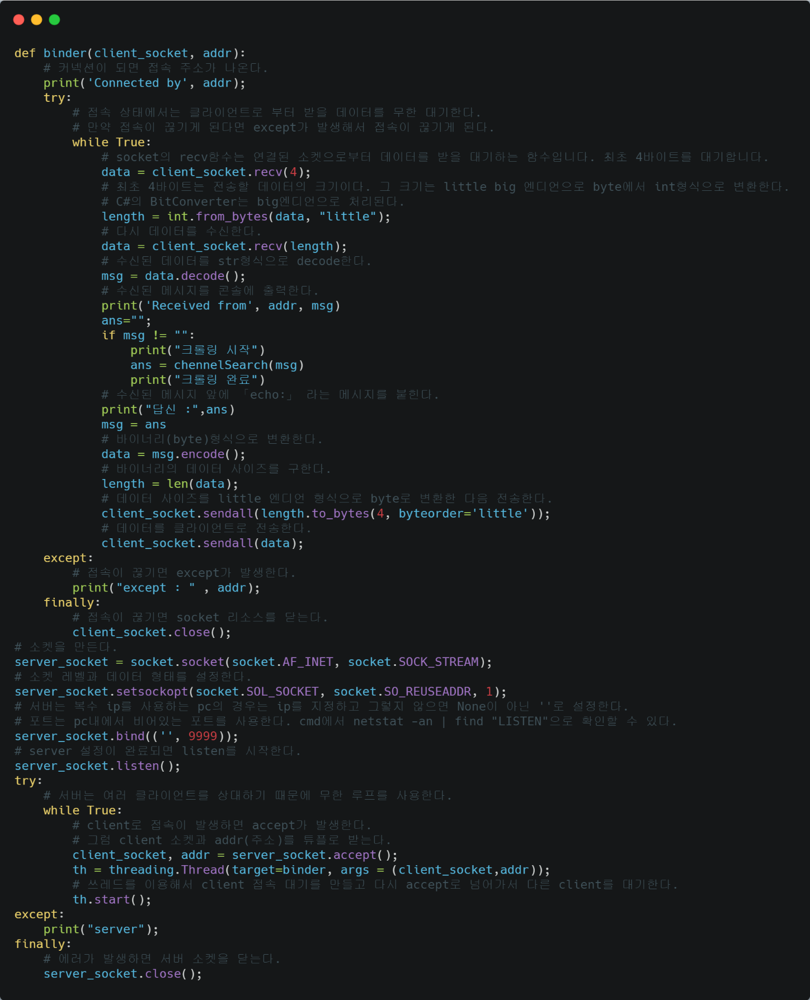 def binder(client_socket, addr):
    # 커넥션이 되면 접속 주소가 나온다.
    print('Connected by', addr);
    try:
        # 접속 상태에서는 클라이언트로 부터 받을 데이터를 무한 대기한다.
        # 만약 접속이 끊기게 된다면 except가 발생해서 접속이 끊기게 된다.
        while True:
            # socket의 recv함수는 연결된 소켓으로부터 데이터를 받을 대기하는 함수입니다. 최초 4바이트를 대기합니다.
            data = client_socket.recv(4);
            # 최초 4바이트는 전송할 데이터의 크기이다. 그 크기는 little big 엔디언으로 byte에서 int형식으로 변환한다.
            # C#의 BitConverter는 big엔디언으로 처리된다.
            length = int.from_bytes(data, "little");
            # 다시 데이터를 수신한다.
            data = client_socket.recv(length);
            # 수신된 데이터를 str형식으로 decode한다.
            msg = data.decode();
            # 수신된 메시지를 콘솔에 출력한다.
            print('Received from', addr, msg)
            ans="";
            if msg != "":
                print("크롤링 시작")
                ans = chennelSearch(msg)
                print("크롤링 완료")
            # 수신된 메시지 앞에 「echo:」 라는 메시지를 붙힌다.
            print("답신 :",ans)
            msg = ans
            # 바이너리(byte)형식으로 변환한다.
            data = msg.encode();
            # 바이너리의 데이터 사이즈를 구한다.
            length = len(data);
            # 데이터 사이즈를 little 엔디언 형식으로 byte로 변환한 다음 전송한다.
            client_socket.sendall(length.to_bytes(4, byteorder='little'));
            # 데이터를 클라이언트로 전송한다.
            client_socket.sendall(data);
    except:
        # 접속이 끊기면 except가 발생한다.
        print("except : " , addr);
    finally:
        # 접속이 끊기면 socket 리소스를 닫는다.
        client_socket.close();
# 소켓을 만든다.
server_socket = socket.socket(socket.AF_INET, socket.SOCK_STREAM);
# 소켓 레벨과 데이터 형태를 설정한다.
server_socket.setsockopt(socket.SOL_SOCKET, socket.SO_REUSEADDR, 1);
# 서버는 복수 ip를 사용하는 pc의 경우는 ip를 지정하고 그렇지 않으면 None이 아닌 ''로 설정한다.
# 포트는 pc내에서 비어있는 포트를 사용한다. cmd에서 netstat -an | find "LISTEN"으로 확인할 수 있다.
server_socket.bind(('', 9999));
# server 설정이 완료되면 listen를 시작한다.
server_socket.listen();
try:
    # 서버는 여러 클라이언트를 상대하기 때문에 무한 루프를 사용한다.
    while True:
        # client로 접속이 발생하면 accept가 발생한다.
        # 그럼 client 소켓과 addr(주소)를 튜플로 받는다.
        client_socket, addr = server_socket.accept();
        th = threading.Thread(target=binder, args = (client_socket,addr));
        # 쓰레드를 이용해서 client 접속 대기를 만들고 다시 accept로 넘어가서 다른 client를 대기한다.
        th.start();
except:
    print("server");
finally:
    # 에러가 발생하면 서버 소켓을 닫는다.
    server_socket.close();